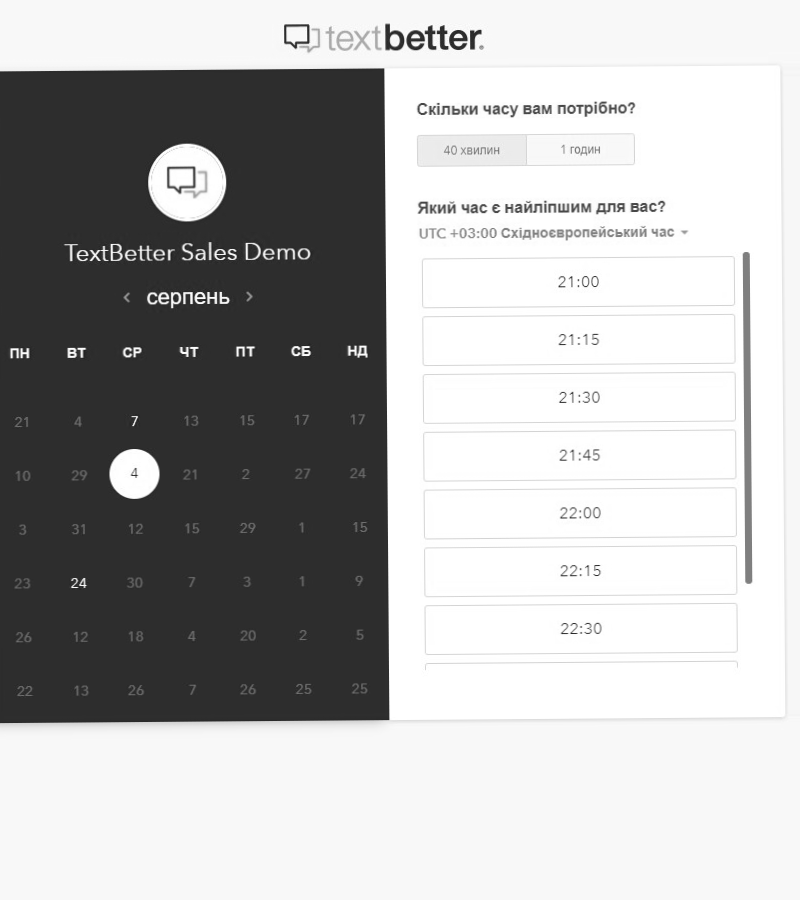 textbetter.
TextBetter Sales Demo
серпень
ПН ВТ СР ЧТ ПТ СБ НД
21 4 7 13 15 17 17
10 29 4 21 2 27 24
3 31 12 15 29 1 15
23 24 30 7 3 1 9
26 12 18 4 20 2 5
22 13 26 7 26 25 25
Скільки часу вам потрібно?
40 хвилин 1 годин
Який час є найліпшим для вас?
UTC +03:00 Східноєвропейський час
21:00
21:15
21:30
21:45
22:00
22:15
22:30